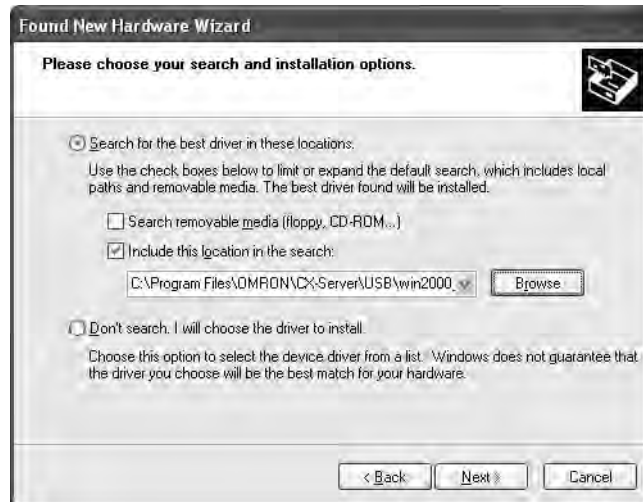 Found New Hardware Wizard
Please choose your search and installation options.
Search for the best driver in these locations.
Use the check boxes below to limit or expand the default search, which includes local
paths and removable media. The best driver found will be installed.
Search removable media (floppy, CD-ROM...)
Include this location in the search:
C:\Program Files\OMRON\CX-Server\USB\win2000_
Browse
Don't search. I will choose the driver to install.
Choose this option to select the device driver from a list. Windows does not guarantee that
the driver you choose will be the best match for your hardware.
< Back
Next >
Cancel